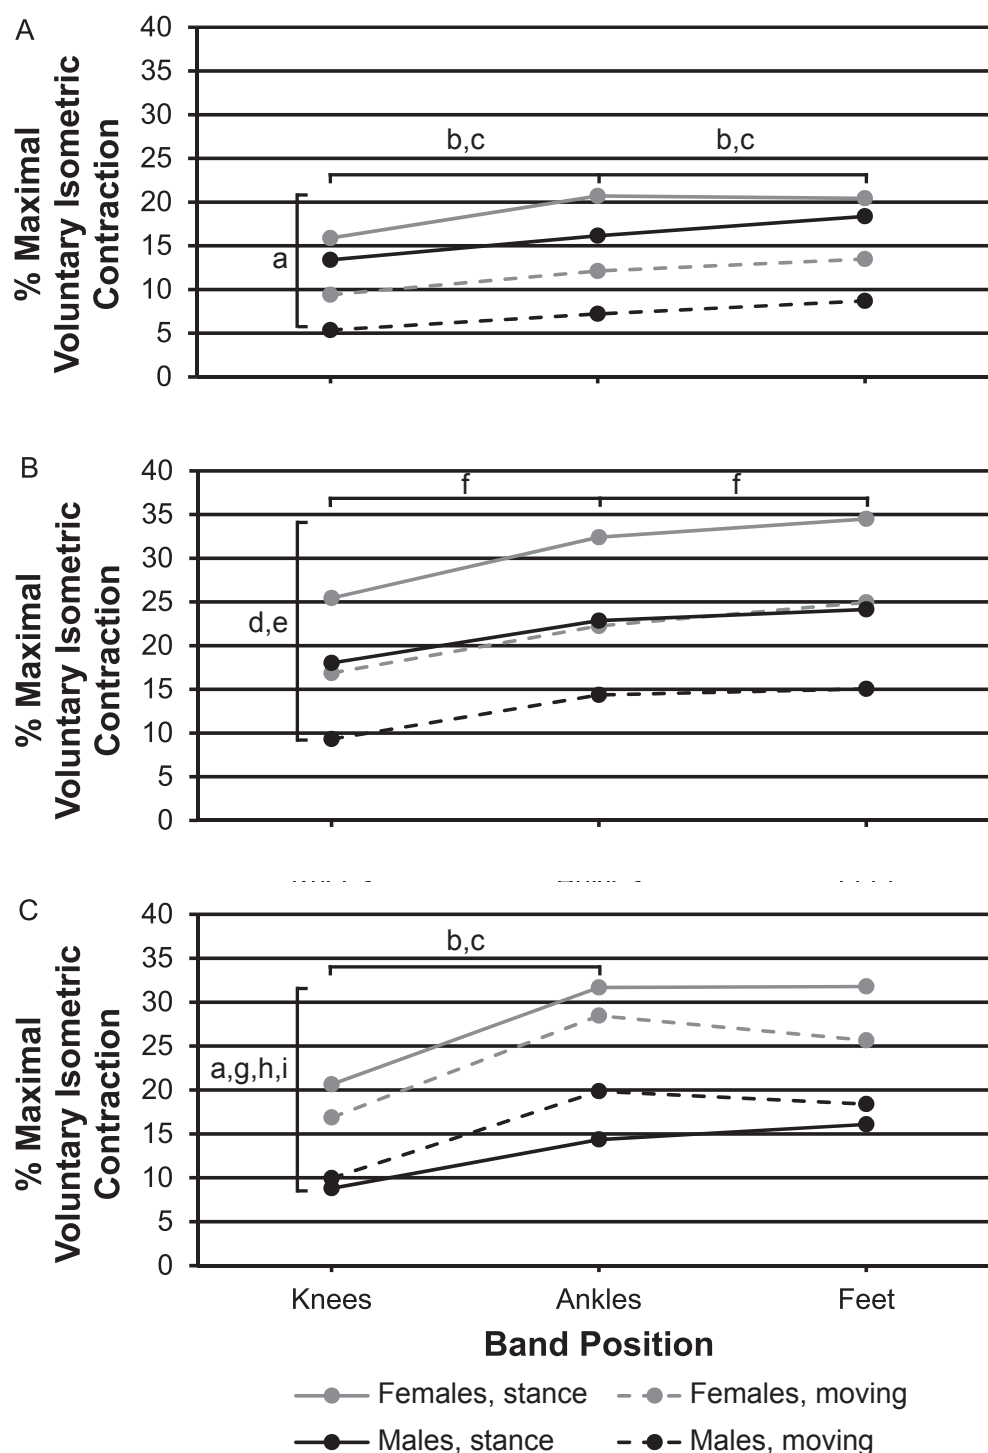 A
40
35
30
25
20
15
10
5
0
% Maximal
Voluntary Isometric
Contraction
b,c b,c
a
B
40
35
30
25
20
15
10
5
0
% Maximal
Voluntary Isometric
Contraction
f f
d,e
C
40
35
30
25
20
15
10
5
0
% Maximal
Voluntary Isometric
Contraction
b,c
a,g,h,i
Knees Ankles Feet
Band Position
Females, stance Females, moving
Males, stance Males, moving